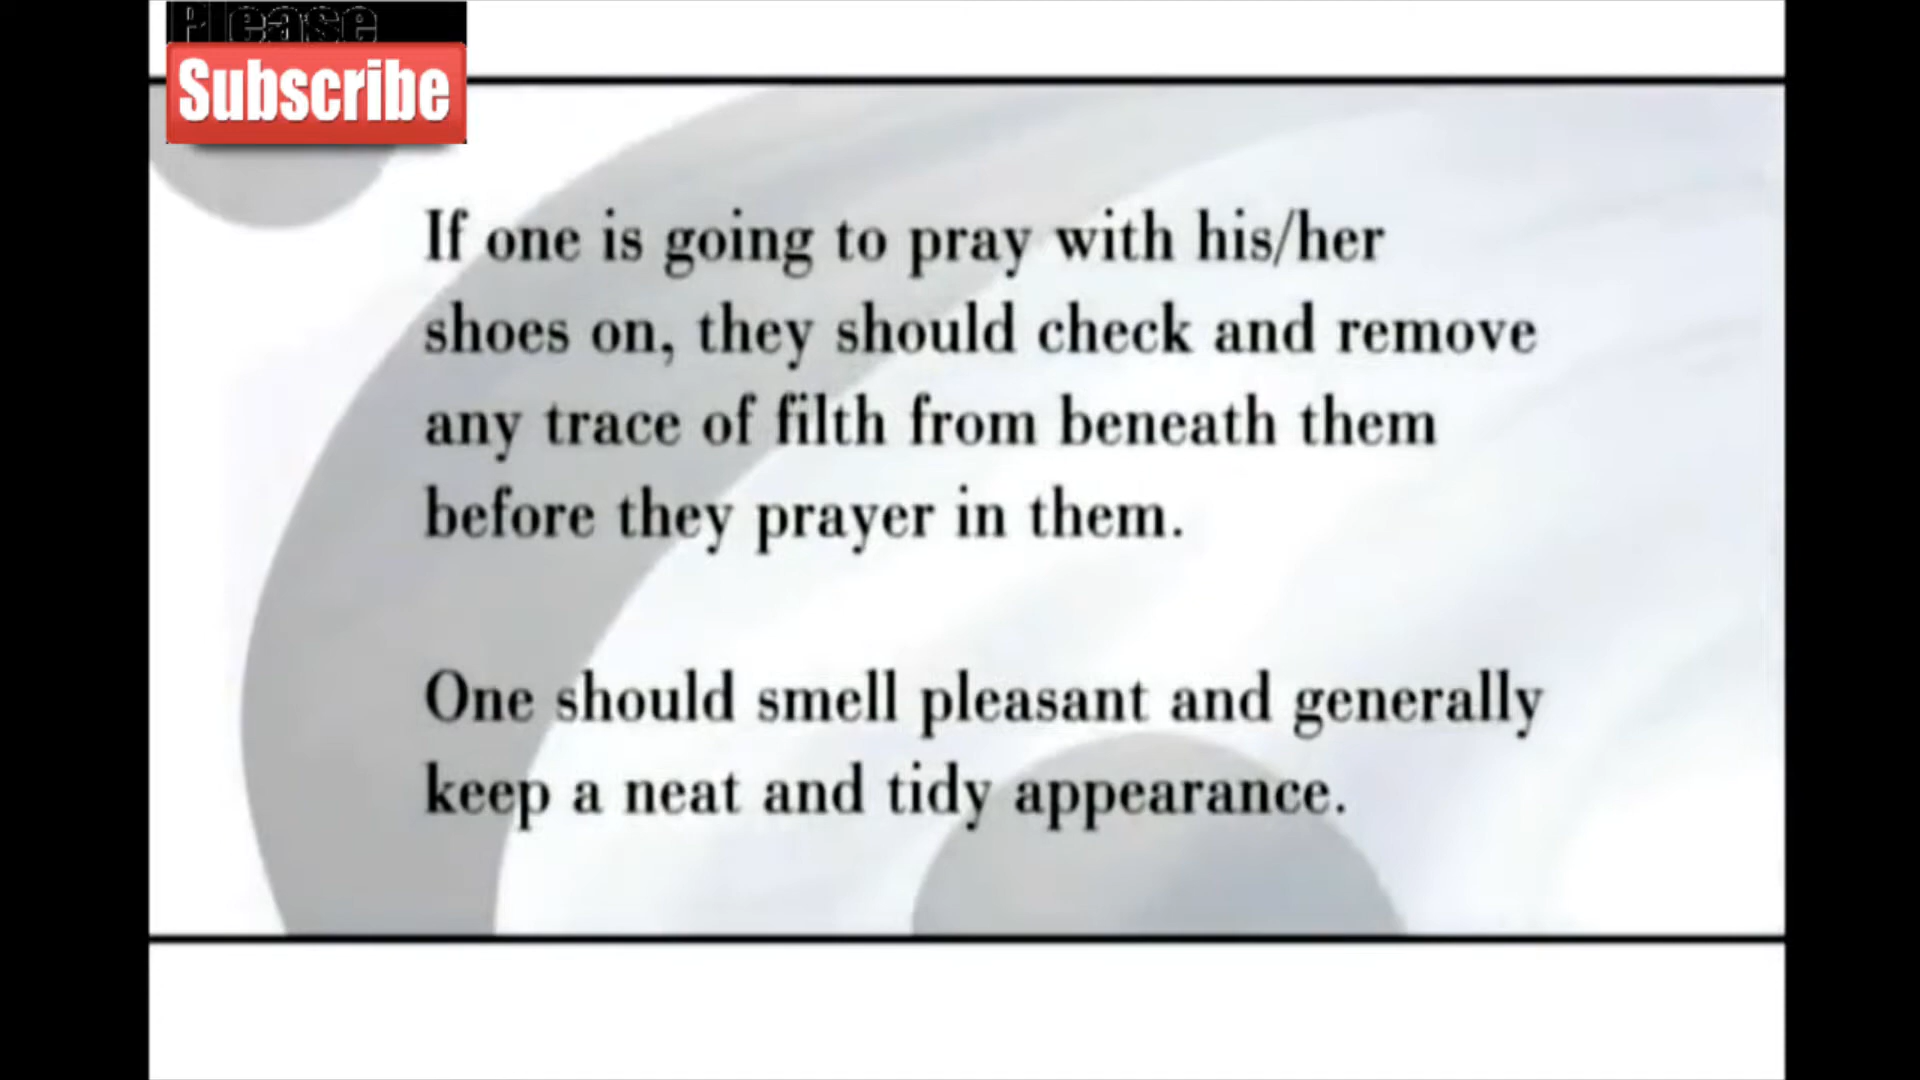 Please
Subscribe
If one is going to pray with his/her
shoes on, they should check and remove
any trace of filth from beneath them
before they prayer in them.
One should smell pleasant and generally
keep a neat and tidy appearance.